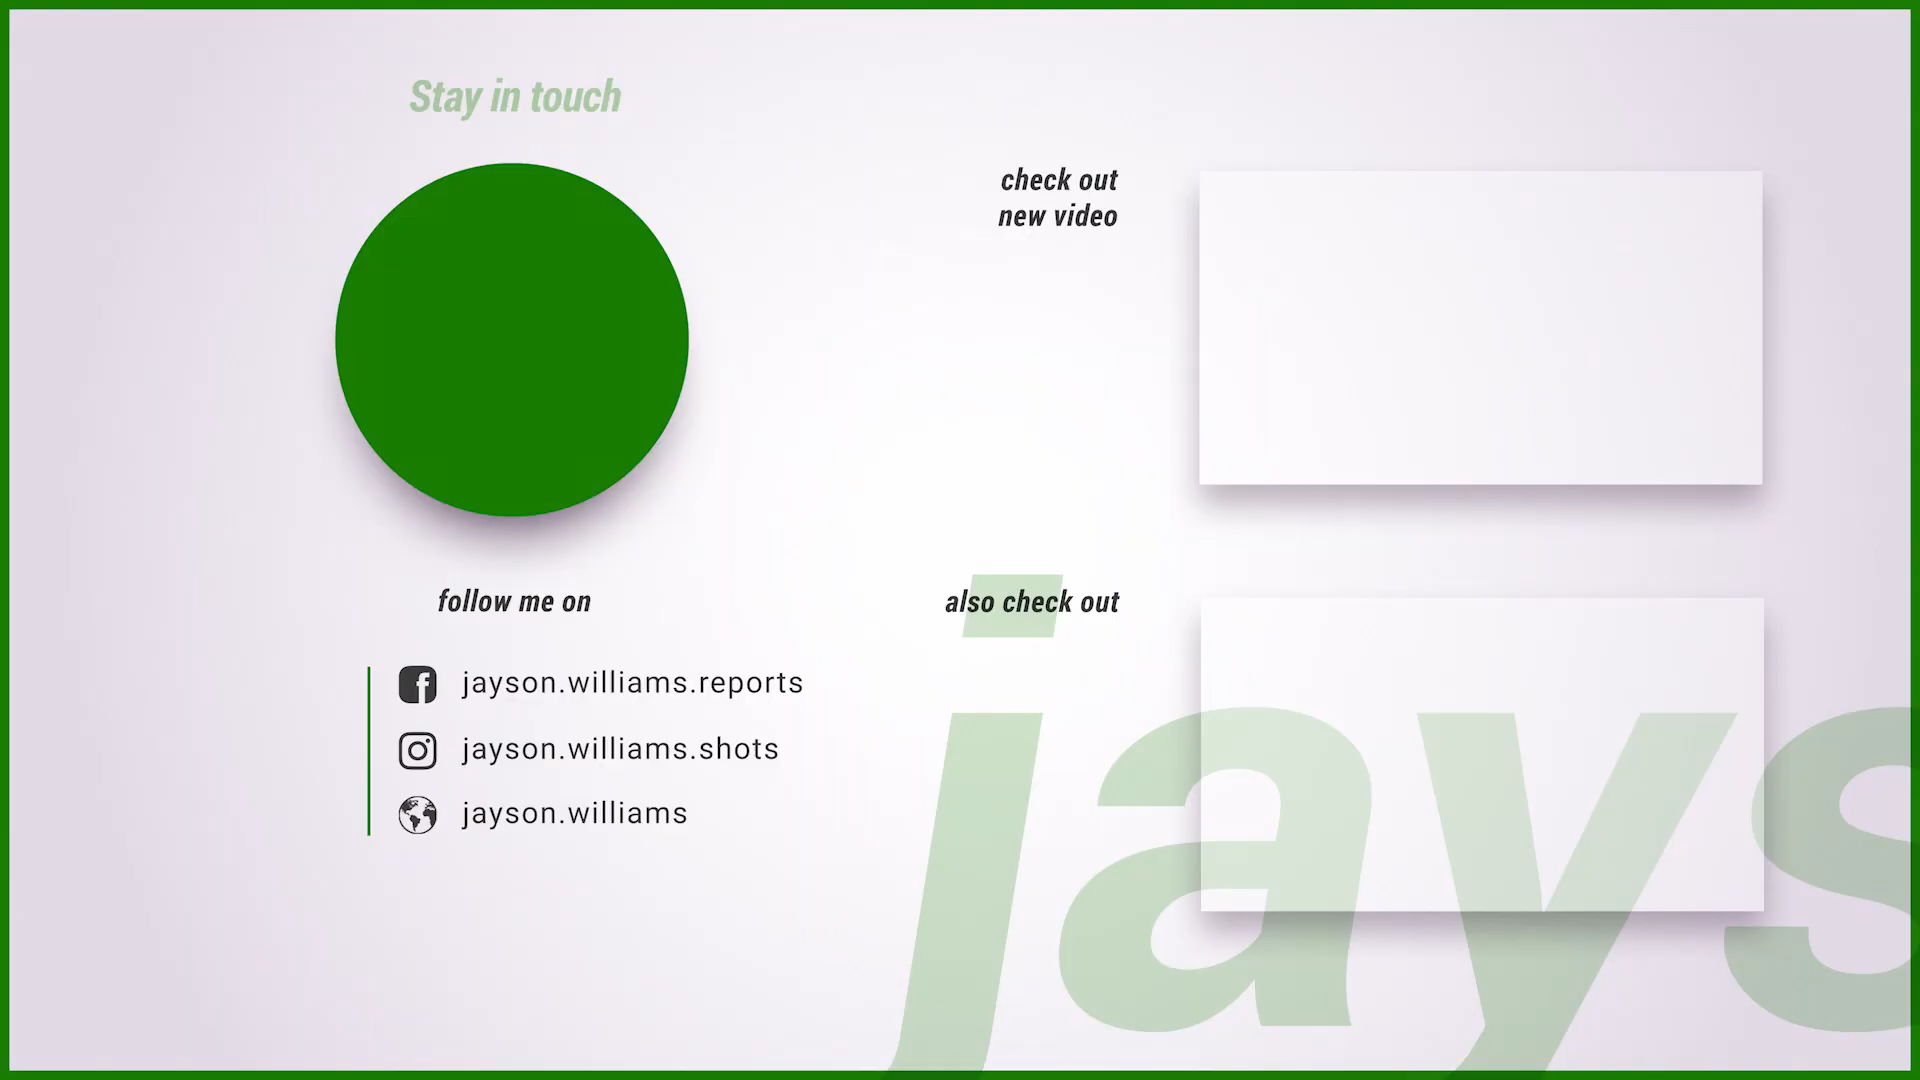 Stay in touch
check out
new video
follow me on
also check out
jayson.williams.reports
jayson.williams.shots
jayson.williams
jays